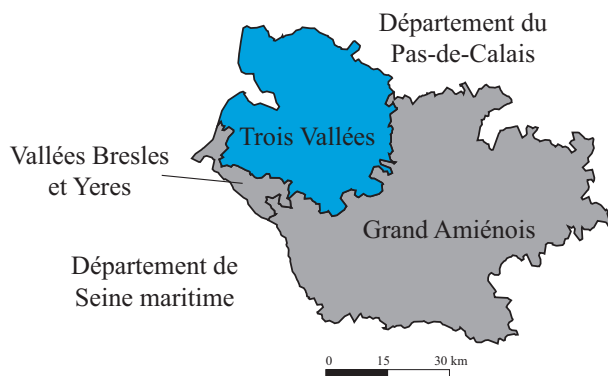 Département du
Pas-de-Calais
Trois Vallées
Vallées Bresles
et Yeres
Grand Amiénois
Département de
Seine maritime
0 15 30 km